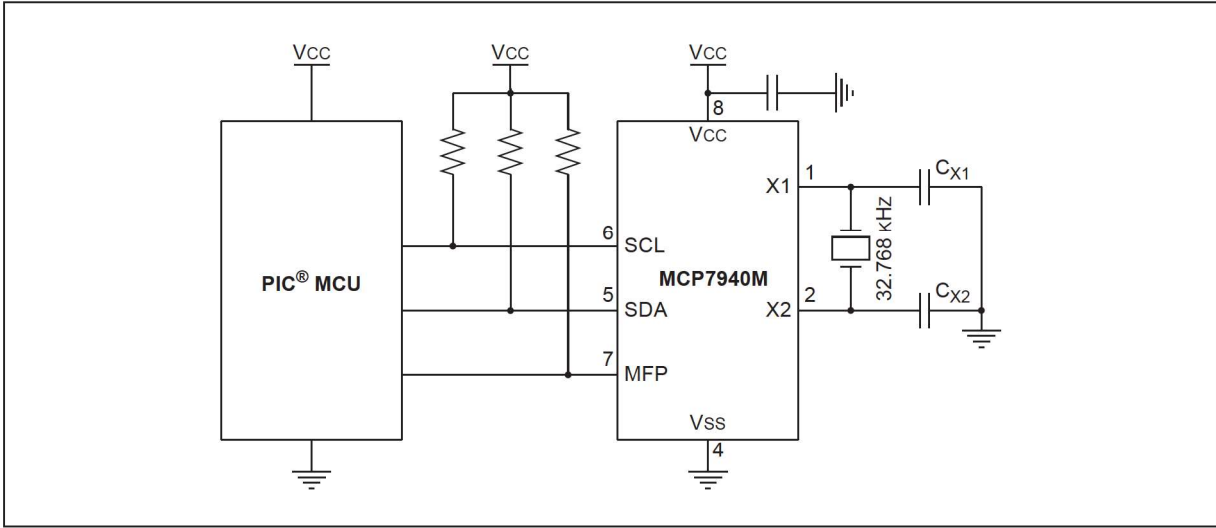 VCC
VCC
VCC
8
VCC
PIC® MCU
6
SCL
5
SDA
7
MFP
MCP7940M
X1
1
X2
2
VSS
4
32.768 KHZ
CX1
CX2